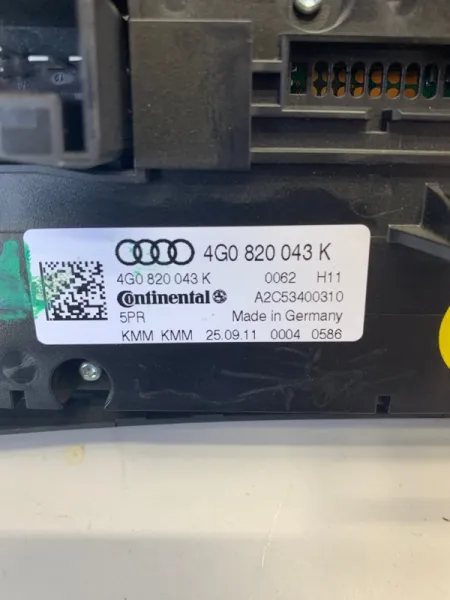 4G0 820 043 K
4G0 820 043 K 0062 H11
Continental A2C53400310
5PR Made in Germany
KMM KMM 25.09.11 0004 0586